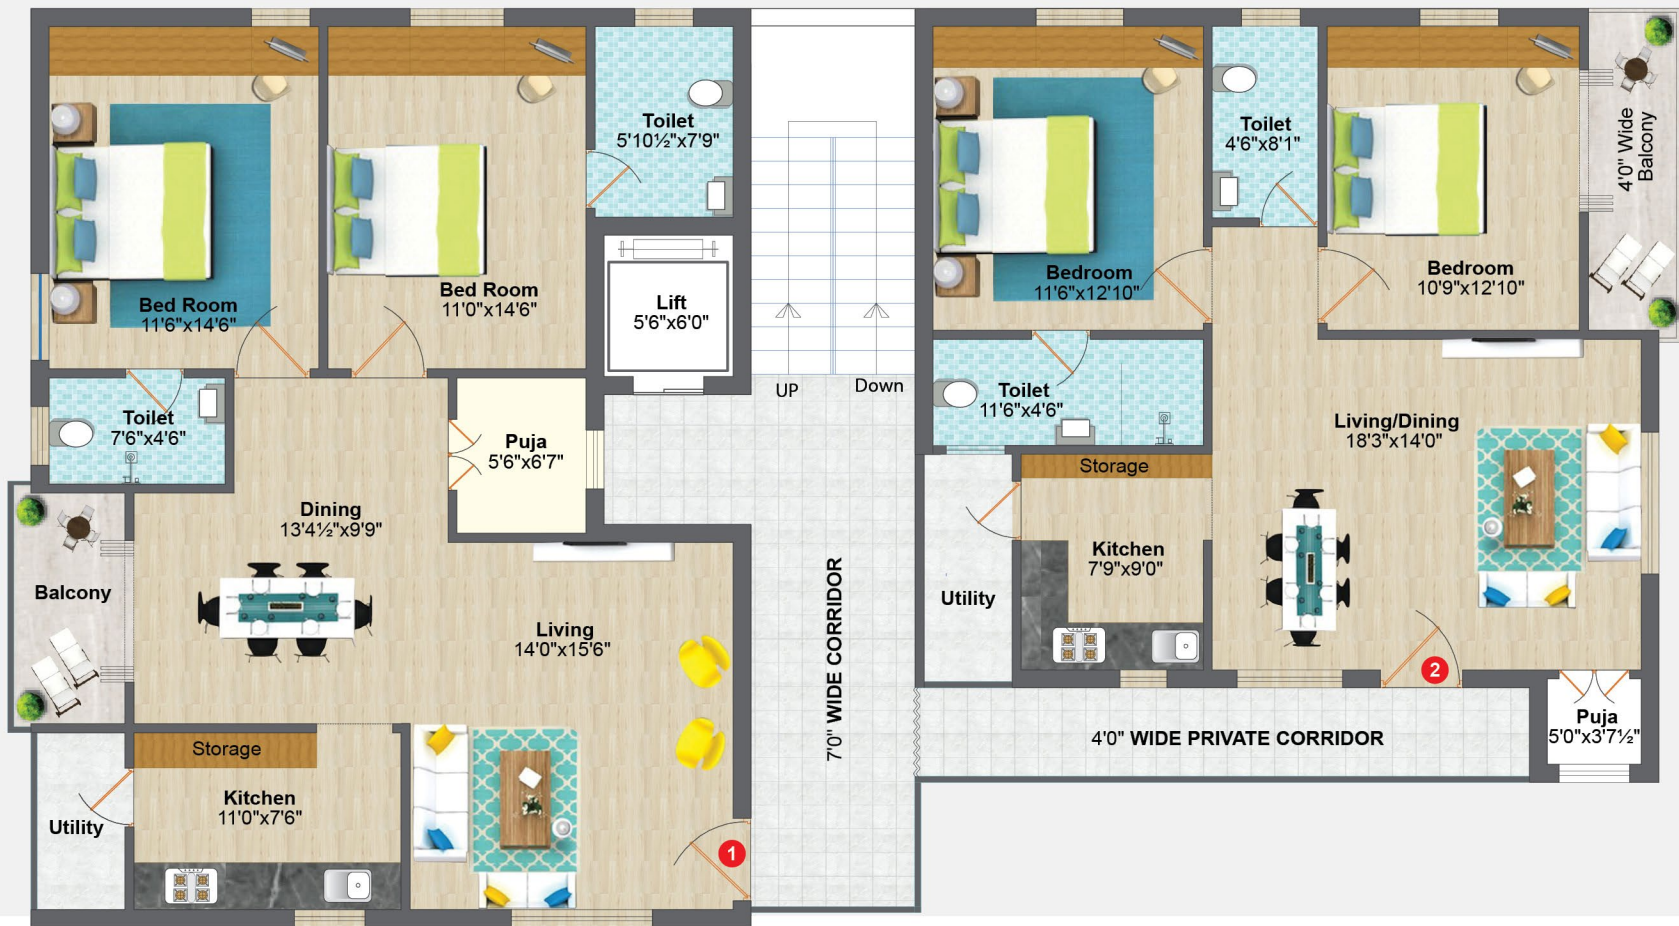 Bed Room
11'6"x14'6"
Bed Room
11'0"x14'6"
Toilet
5'10½"x7'9"
Lift
5'6"x6'0"
Toilet
7'6"x4'6"
Puja
5'6"x6'7"
Dining
13'4½"x9'9"
Balcony
Living
14'0"x15'6"
Storage
Kitchen
11'0"x7'6"
Utility
1
UP
Down
7'0" WIDE CORRIDOR
Bedroom
11'6"x12'10"
Toilet
4'6"x8'1"
Bedroom
10'9"x12'10"
4'0" Wide
Balcony
Toilet
11'6"x4'6"
Living/Dining
18'3"x14'0"
Storage
Kitchen
7'9"x9'0"
Utility
2
4'0" WIDE PRIVATE CORRIDOR
Puja
5'0"x3'7½"